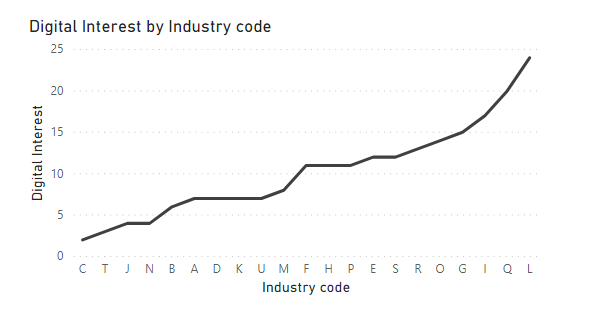 Digital Interest by Industry code
25
20
15
10
5
0
Digital Interest
C T J N B A D K U M F H P E S R O G I Q L
Industry code